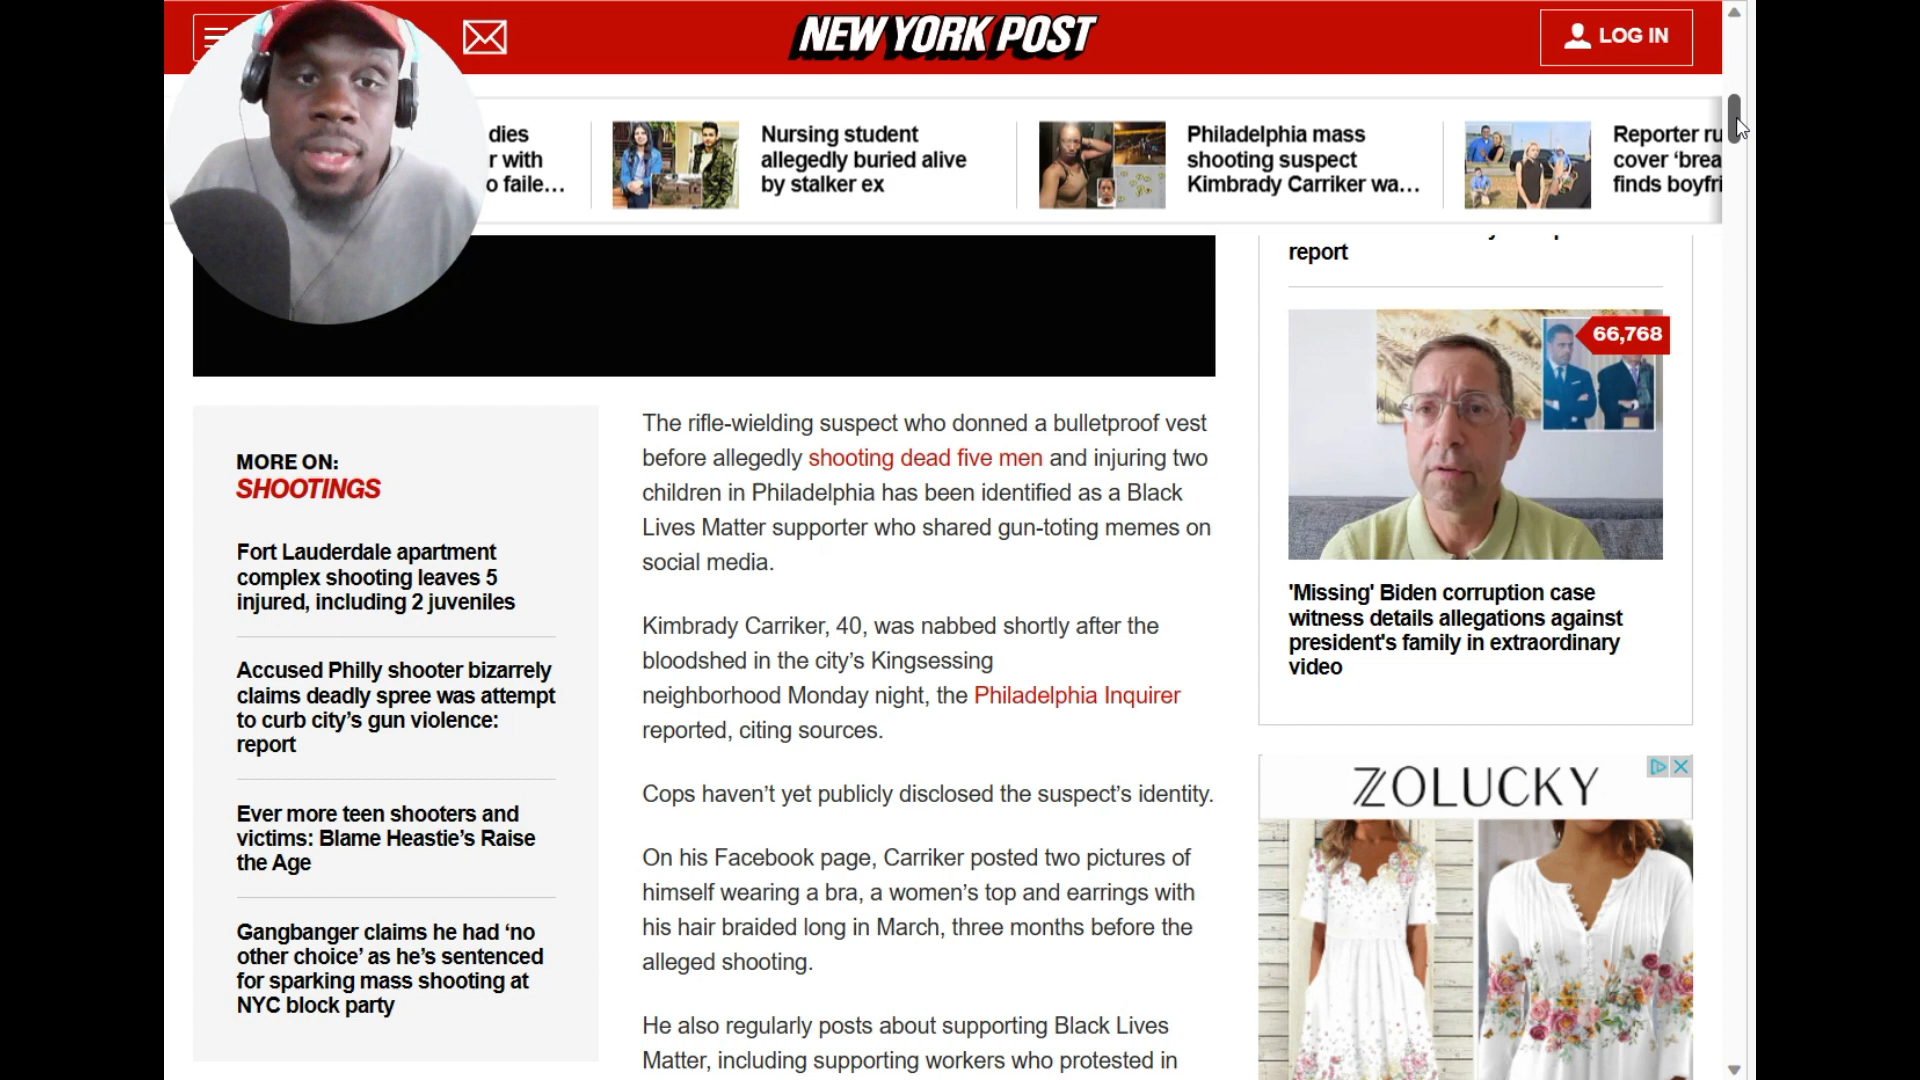 NEW YORK POST
LOG IN
dies
r with
o faile...
Nursing student
allegedly buried alive
by stalker ex
Philadelphia mass
shooting suspect
Kimbrady Carriker wa...
Reporter ru
cover ‘brea
finds boyfri
report
66,768
'Missing' Biden corruption case
witness details allegations against
president's family in extraordinary
video
MORE ON:
SHOOTINGS
Fort Lauderdale apartment
complex shooting leaves 5
injured, including 2 juveniles
Accused Philly shooter bizarrely
claims deadly spree was attempt
to curb city’s gun violence:
report
Ever more teen shooters and
victims: Blame Heastie’s Raise
the Age
Gangbanger claims he had ‘no
other choice’ as he’s sentenced
for sparking mass shooting at
NYC block party
The rifle-wielding suspect who donned a bulletproof vest
before allegedly shooting dead five men and injuring two
children in Philadelphia has been identified as a Black
Lives Matter supporter who shared gun-toting memes on
social media.
Kimbrady Carriker, 40, was nabbed shortly after the
bloodshed in the city’s Kingsessing
neighborhood Monday night, the Philadelphia Inquirer
reported, citing sources.
Cops haven’t yet publicly disclosed the suspect’s identity.
On his Facebook page, Carriker posted two pictures of
himself wearing a bra, a women’s top and earrings with
his hair braided long in March, three months before the
alleged shooting.
He also regularly posts about supporting Black Lives
Matter, including supporting workers who protested in
ZOLUCKY